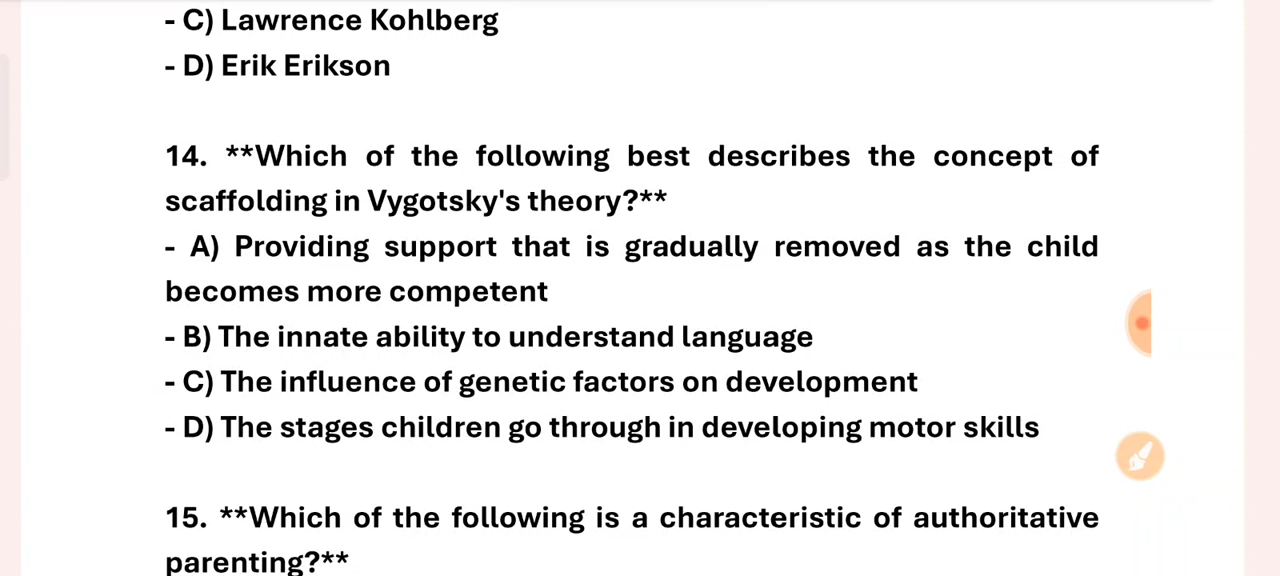 - C) Lawrence Kohlberg
- D) Erik Erikson
14. **Which of the following best describes the concept of
scaffolding in Vygotsky's theory?**
- A) Providing support that is gradually removed as the child
becomes more competent
- B) The innate ability to understand language
- C) The influence of genetic factors on development
- D) The stages children go through in developing motor skills
15. **Which of the following is a characteristic of authoritative
parenting?**